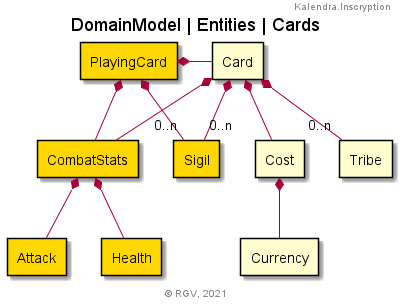 Kalendra.Inscryption
DomainModel | Entities | Cards
PlayingCard
Card
0..n
0..n
0..n
CombatStats
Sigil
Cost
Tribe
Attack
Health
Currency
© RGV, 2021